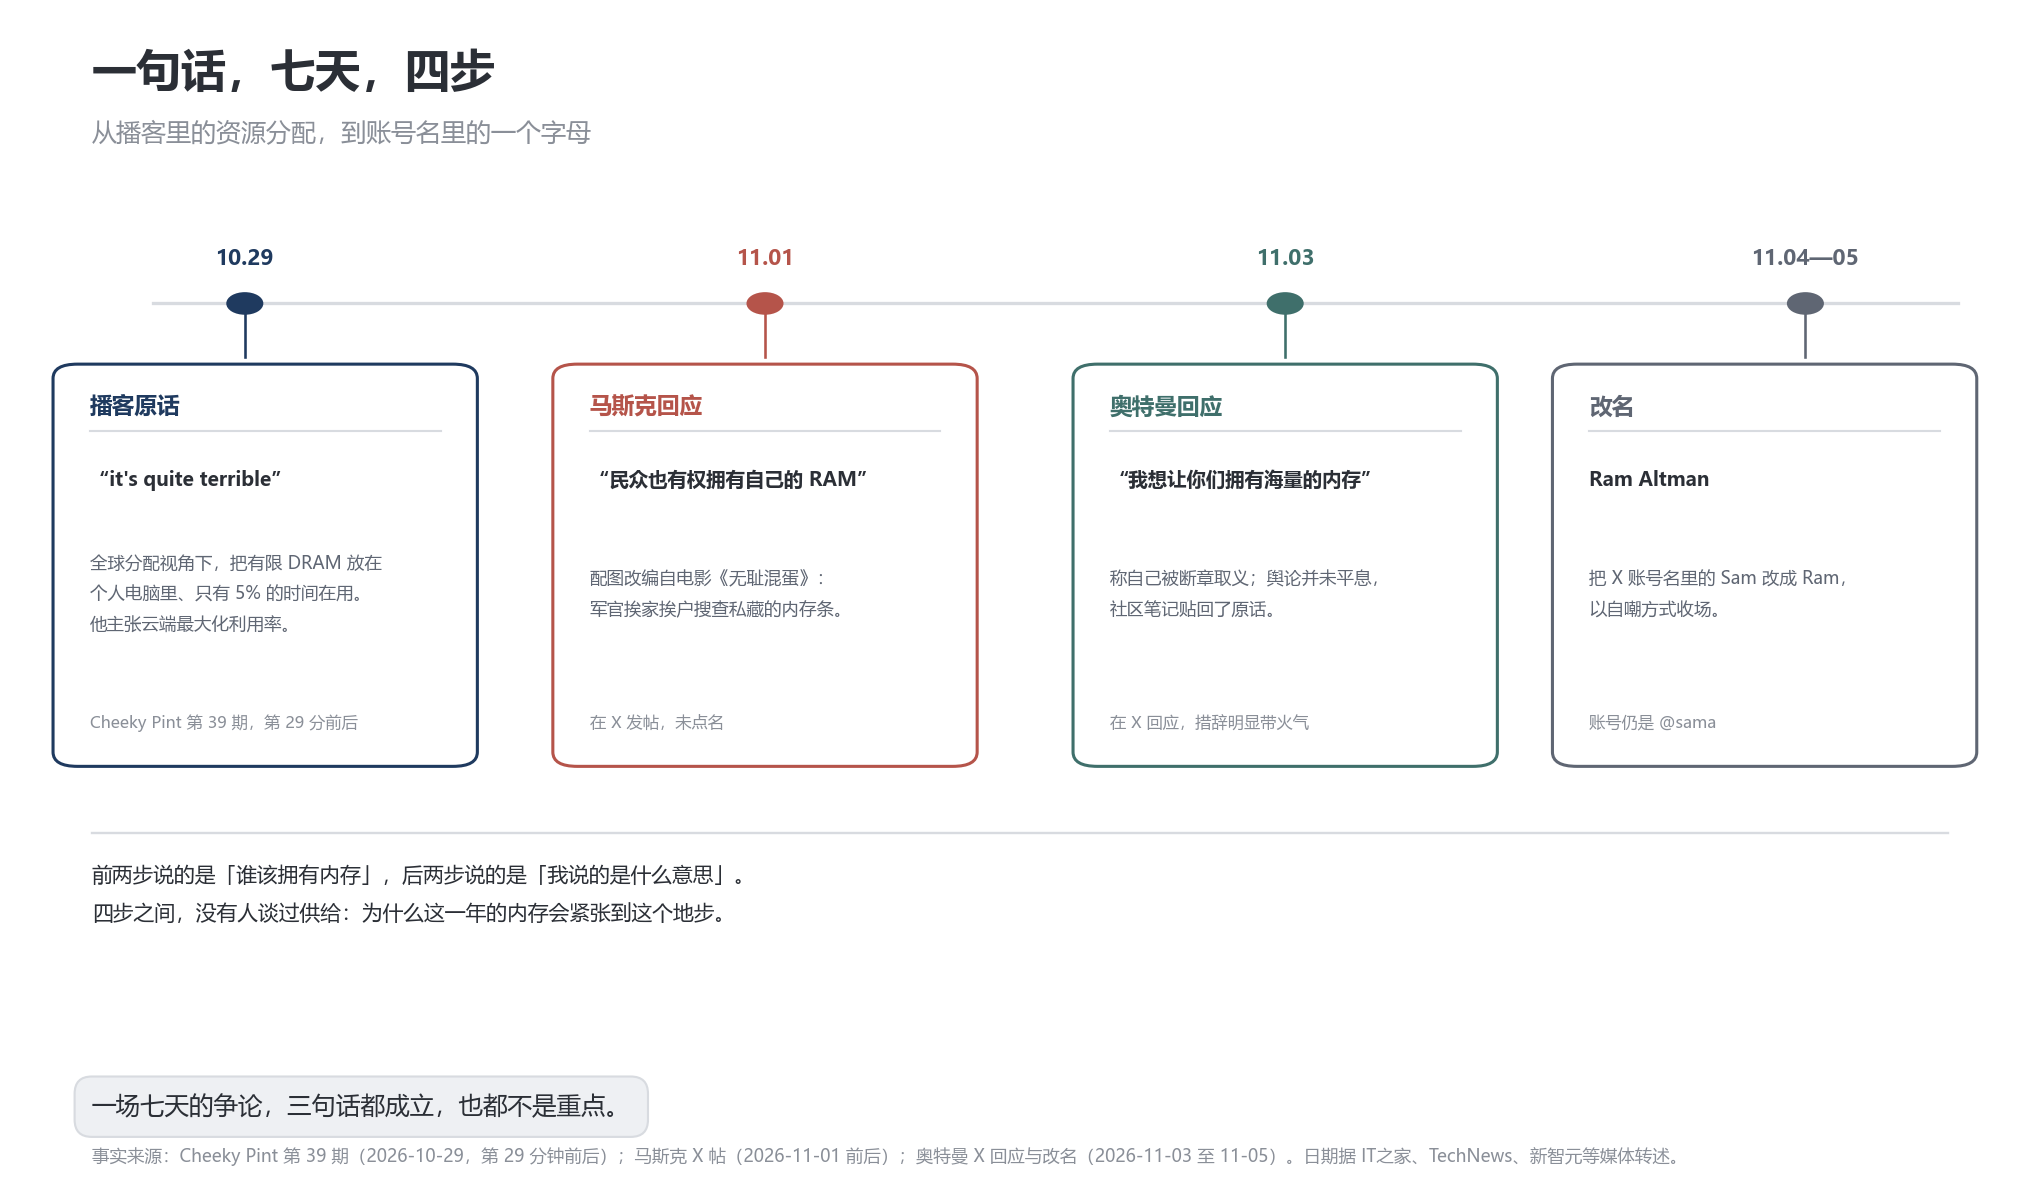 一句话，七天，四步
从播客里的资源分配，到账号名里的一个字母
10.29
11.01
11.03
11.04—05
播客原话
“it's quite terrible”
全球分配视角下，把有限 DRAM 放在
个人电脑里、只有 5% 的时间在用。
他主张云端最大化利用率。
Cheeky Pint 第 39 期，第 29 分前后
马斯克回应
“民众也有权拥有自己的 RAM”
配图改编自电影《无耻混蛋》：
军官挨家挨户搜查私藏的内存条。
在 X 发帖，未点名
奥特曼回应
“我想让你们拥有海量的内存”
称自己被断章取义；舆论并未平息，
社区笔记贴回了原话。
在 X 回应，措辞明显带火气
改名
Ram Altman
把 X 账号名里的 Sam 改成 Ram，
以自嘲方式收场。
账号仍是 @sama
前两步说的是「谁该拥有内存」，后两步说的是「我说的是什么意思」。
四步之间，没有人谈过供给：为什么这一年的内存会紧张到这个地步。
一场七天的争论，三句话都成立，也都不是重点。
事实来源：Cheeky Pint 第 39 期（2026-10-29，第 29 分钟前后）；马斯克 X 帖（2026-11-01 前后）；奥特曼 X 回应与改名（2026-11-03 至 11-05）。日期据 IT之家、TechNews、新智元等媒体转述。